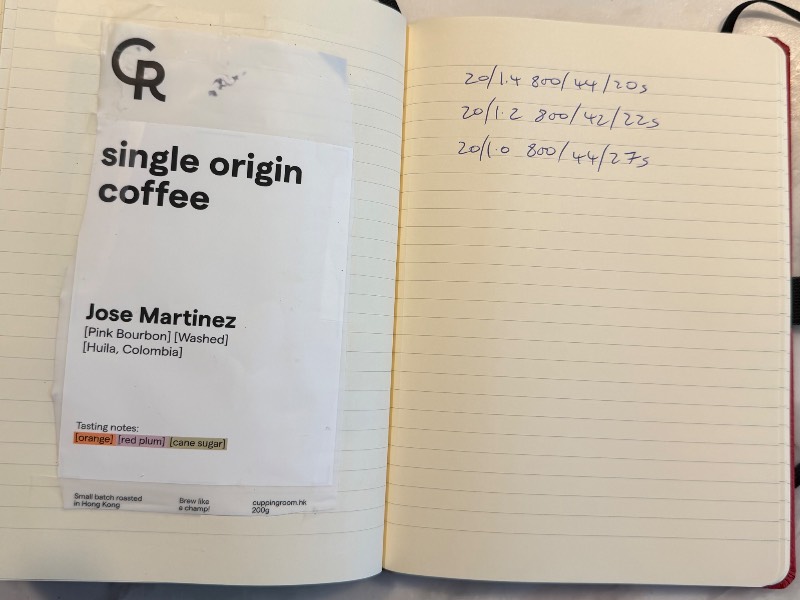 CR
single origin
coffee
Jose Martinez
[Pink Bourbon] [Washed]
[Huila, Colombia]
Tasting notes:
[orange] [red plum] [cane sugar]
Small batch roasted
in Hong Kong
Brew like
a champ!
cuppingroom.hk
200g
20/1.4 800/44/20s
20/1.2 800/42/22s
20/1.0 800/44/27s